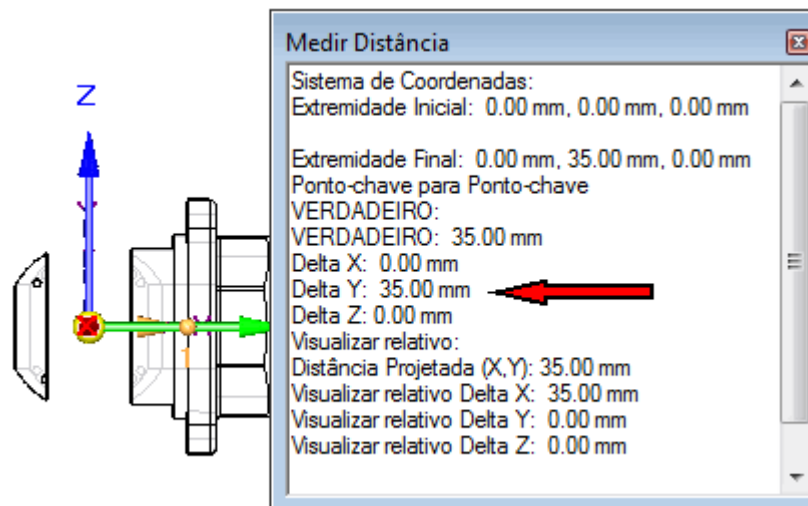 Medir Distância
Sistema de Coordenadas:
Extremidade Inicial: 0.00 mm, 0.00 mm, 0.00 mm
Extremidade Final: 0.00 mm, 35.00 mm, 0.00 mm
Ponto-chave para Ponto-chave
VERDADEIRO:
VERDADEIRO: 35.00 mm
Delta X: 0.00 mm
Delta Y: 35.00 mm
Delta Z: 0.00 mm
Visualizar relativo:
Distância Projetada (X,Y): 35.00 mm
Visualizar relativo Delta X: 35.00 mm
Visualizar relativo Delta Y: 0.00 mm
Visualizar relativo Delta Z: 0.00 mm
Z
1